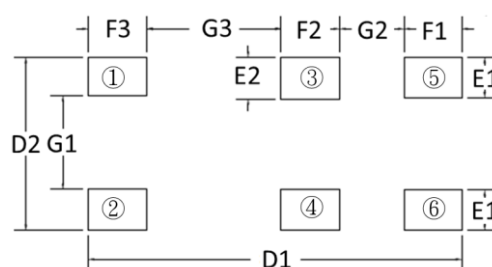 F3 G3 F2 G2 F1
① E2 ③ ⑤ E1
D2 G1
② ④ ⑥ E1
D1